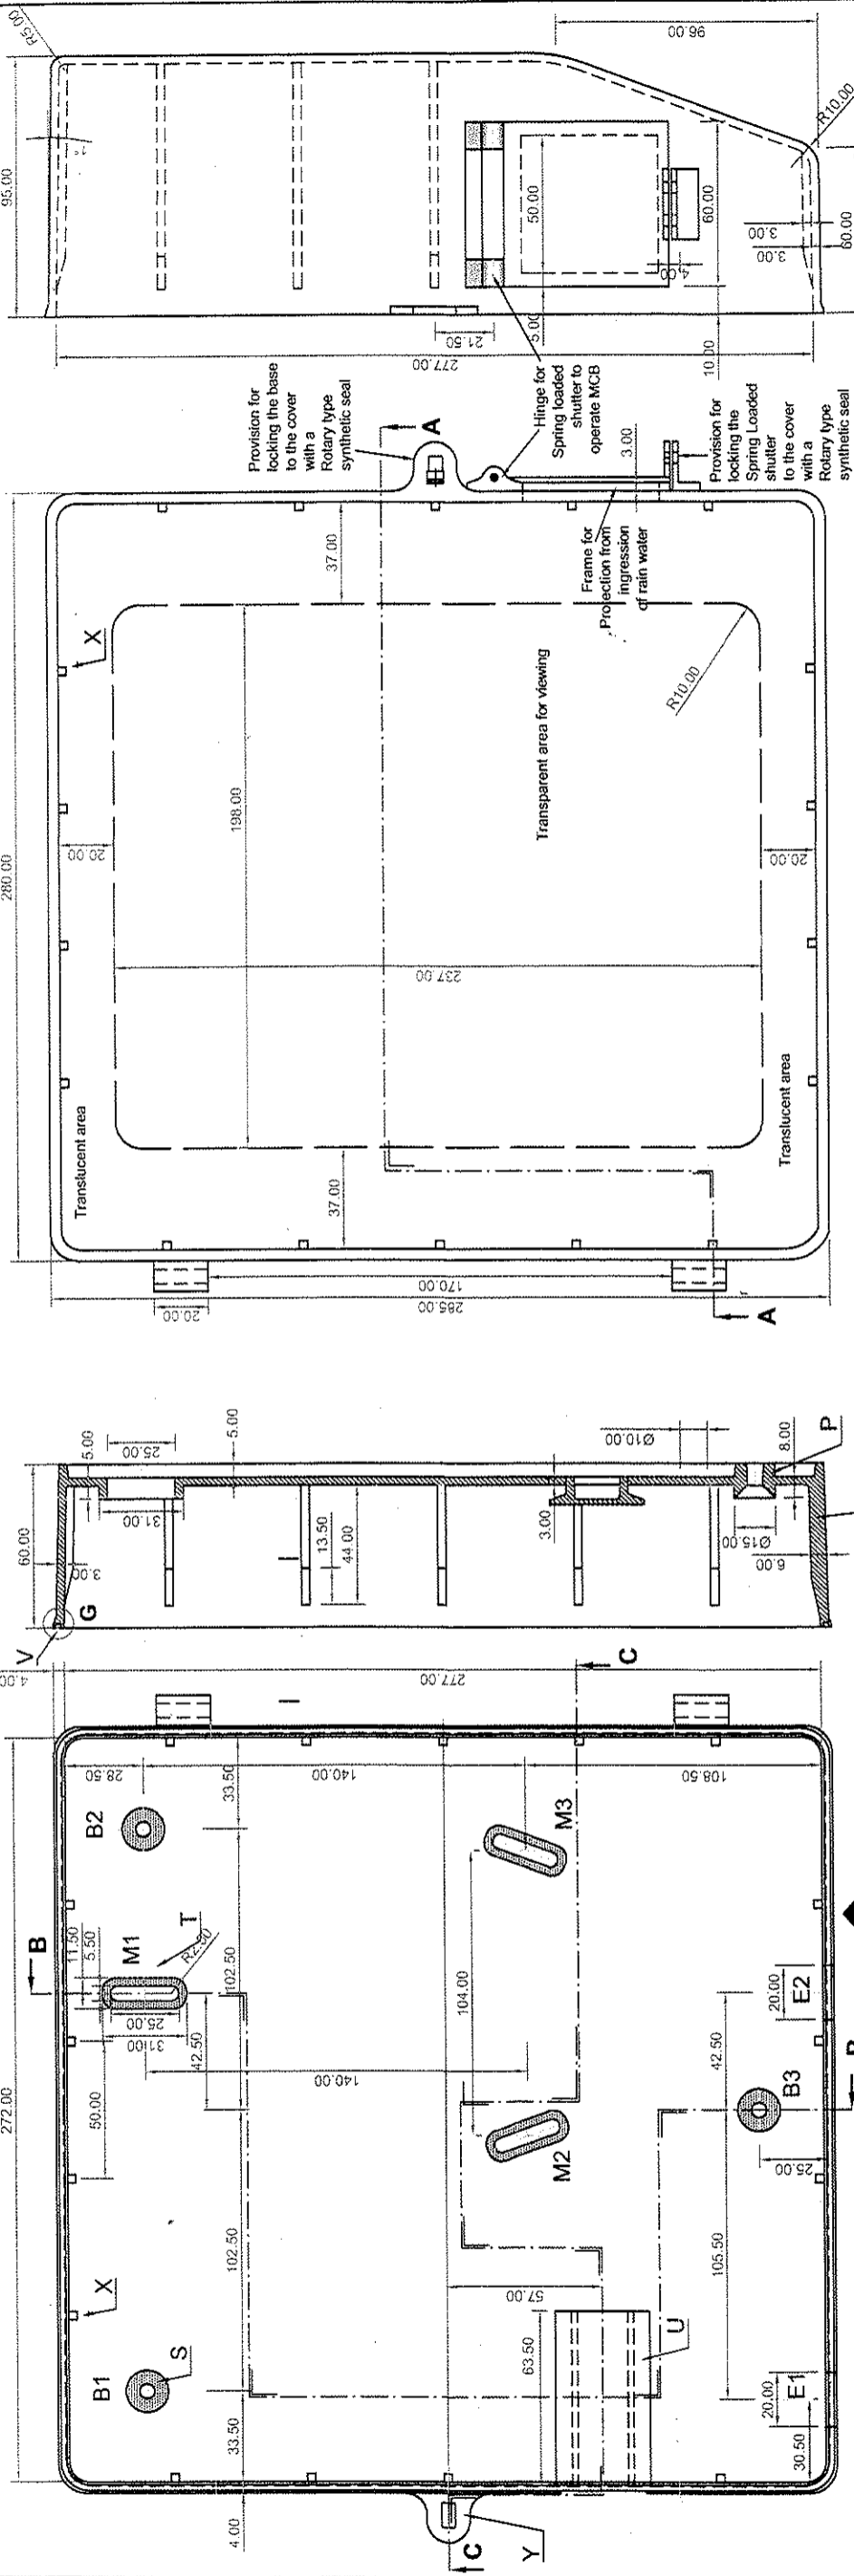 95.00
R5.00
1°
96.00
R10.00
50.00
60.00
4.00
3.00
3.00
60.00
5.00
21.50
10.00
277.00
Provision for
locking the base
to the cover
with a
Rotary type
synthetic seal
A
Hinge for
Spring loaded
shutter to
operate MCB
3.00
Provision for
locking the
Spring Loaded
shutter
to the cover
with a
Rotary type
synthetic seal
Frame for
Protection from
ingression
of rain water
280.00
37.00
X
R10.00
198.00
20.00
Transparent area for viewing
20.00
237.00
Translucent area
Translucent area
37.00
20.00
170.00
285.00
A
60.00
5.00
25.00
5.00
31.00
3.00
13.50
44.00
3.00
Ø10.00
Ø15.00
8.00
6.00
P
V
G
4.00
277.00
C
272.00
28.50
140.00
33.50
108.50
B2
M3
B
11.50
5.50
M1
T
R2.50
25.00
31.00
102.50
42.50
104.00
140.00
50.00
20.00
E2
42.50
B3
B
M2
25.00
102.50
105.50
X
57.00
63.50
U
B1
S
20.00
E1
33.50
30.50
4.00
C
Y